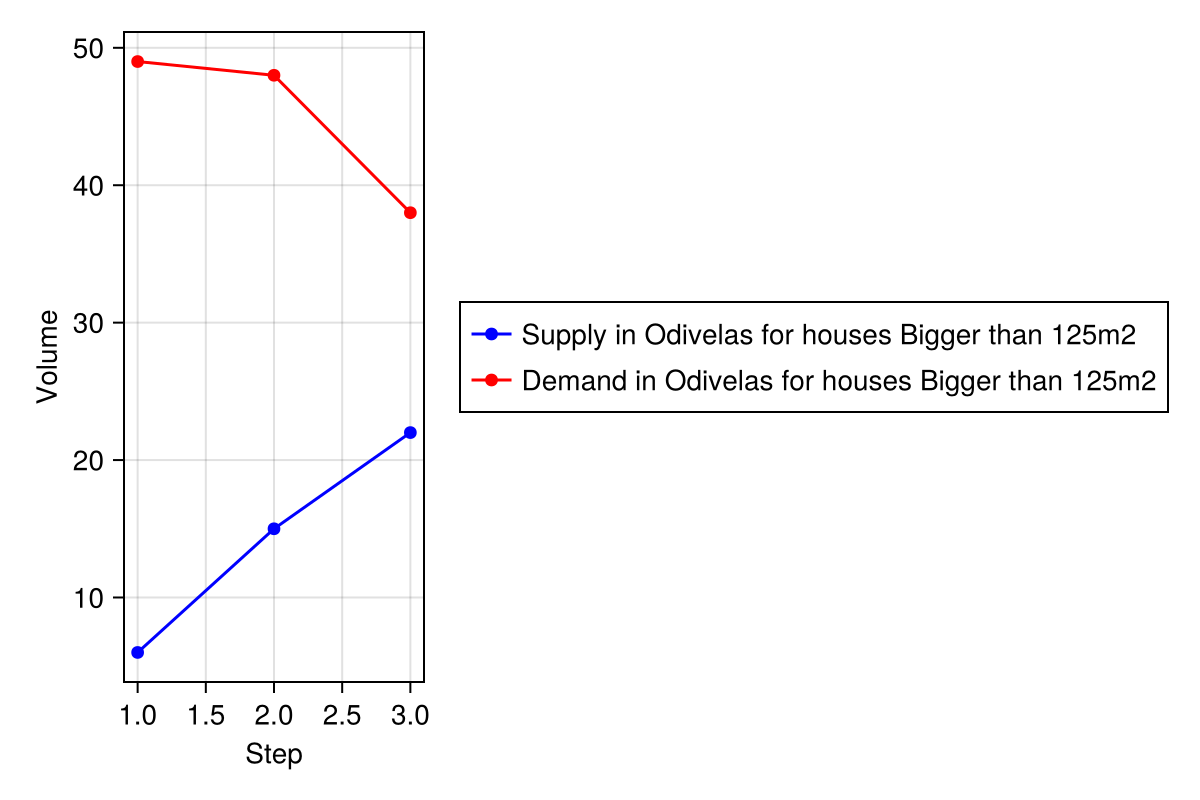 50
40
30
20
10
Volume
1.0 1.5 2.0 2.5 3.0
Step
Supply in Odivelas for houses Bigger than 125m2
Demand in Odivelas for houses Bigger than 125m2